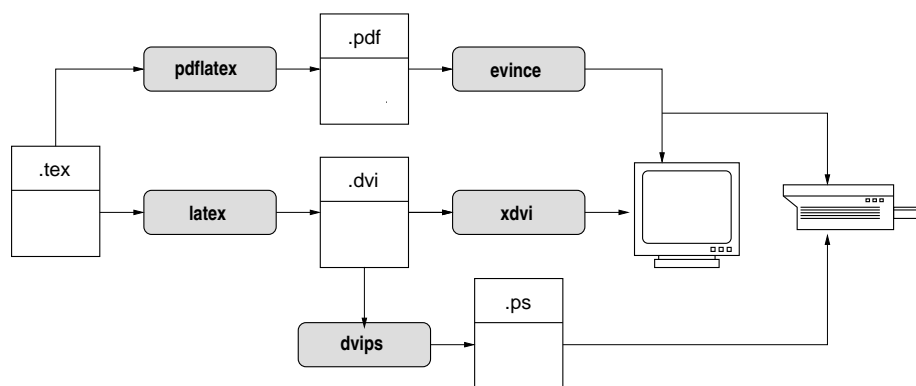 .pdf
pdflatex
evince
.tex
.dvi
latex
xdvi
.ps
dvips